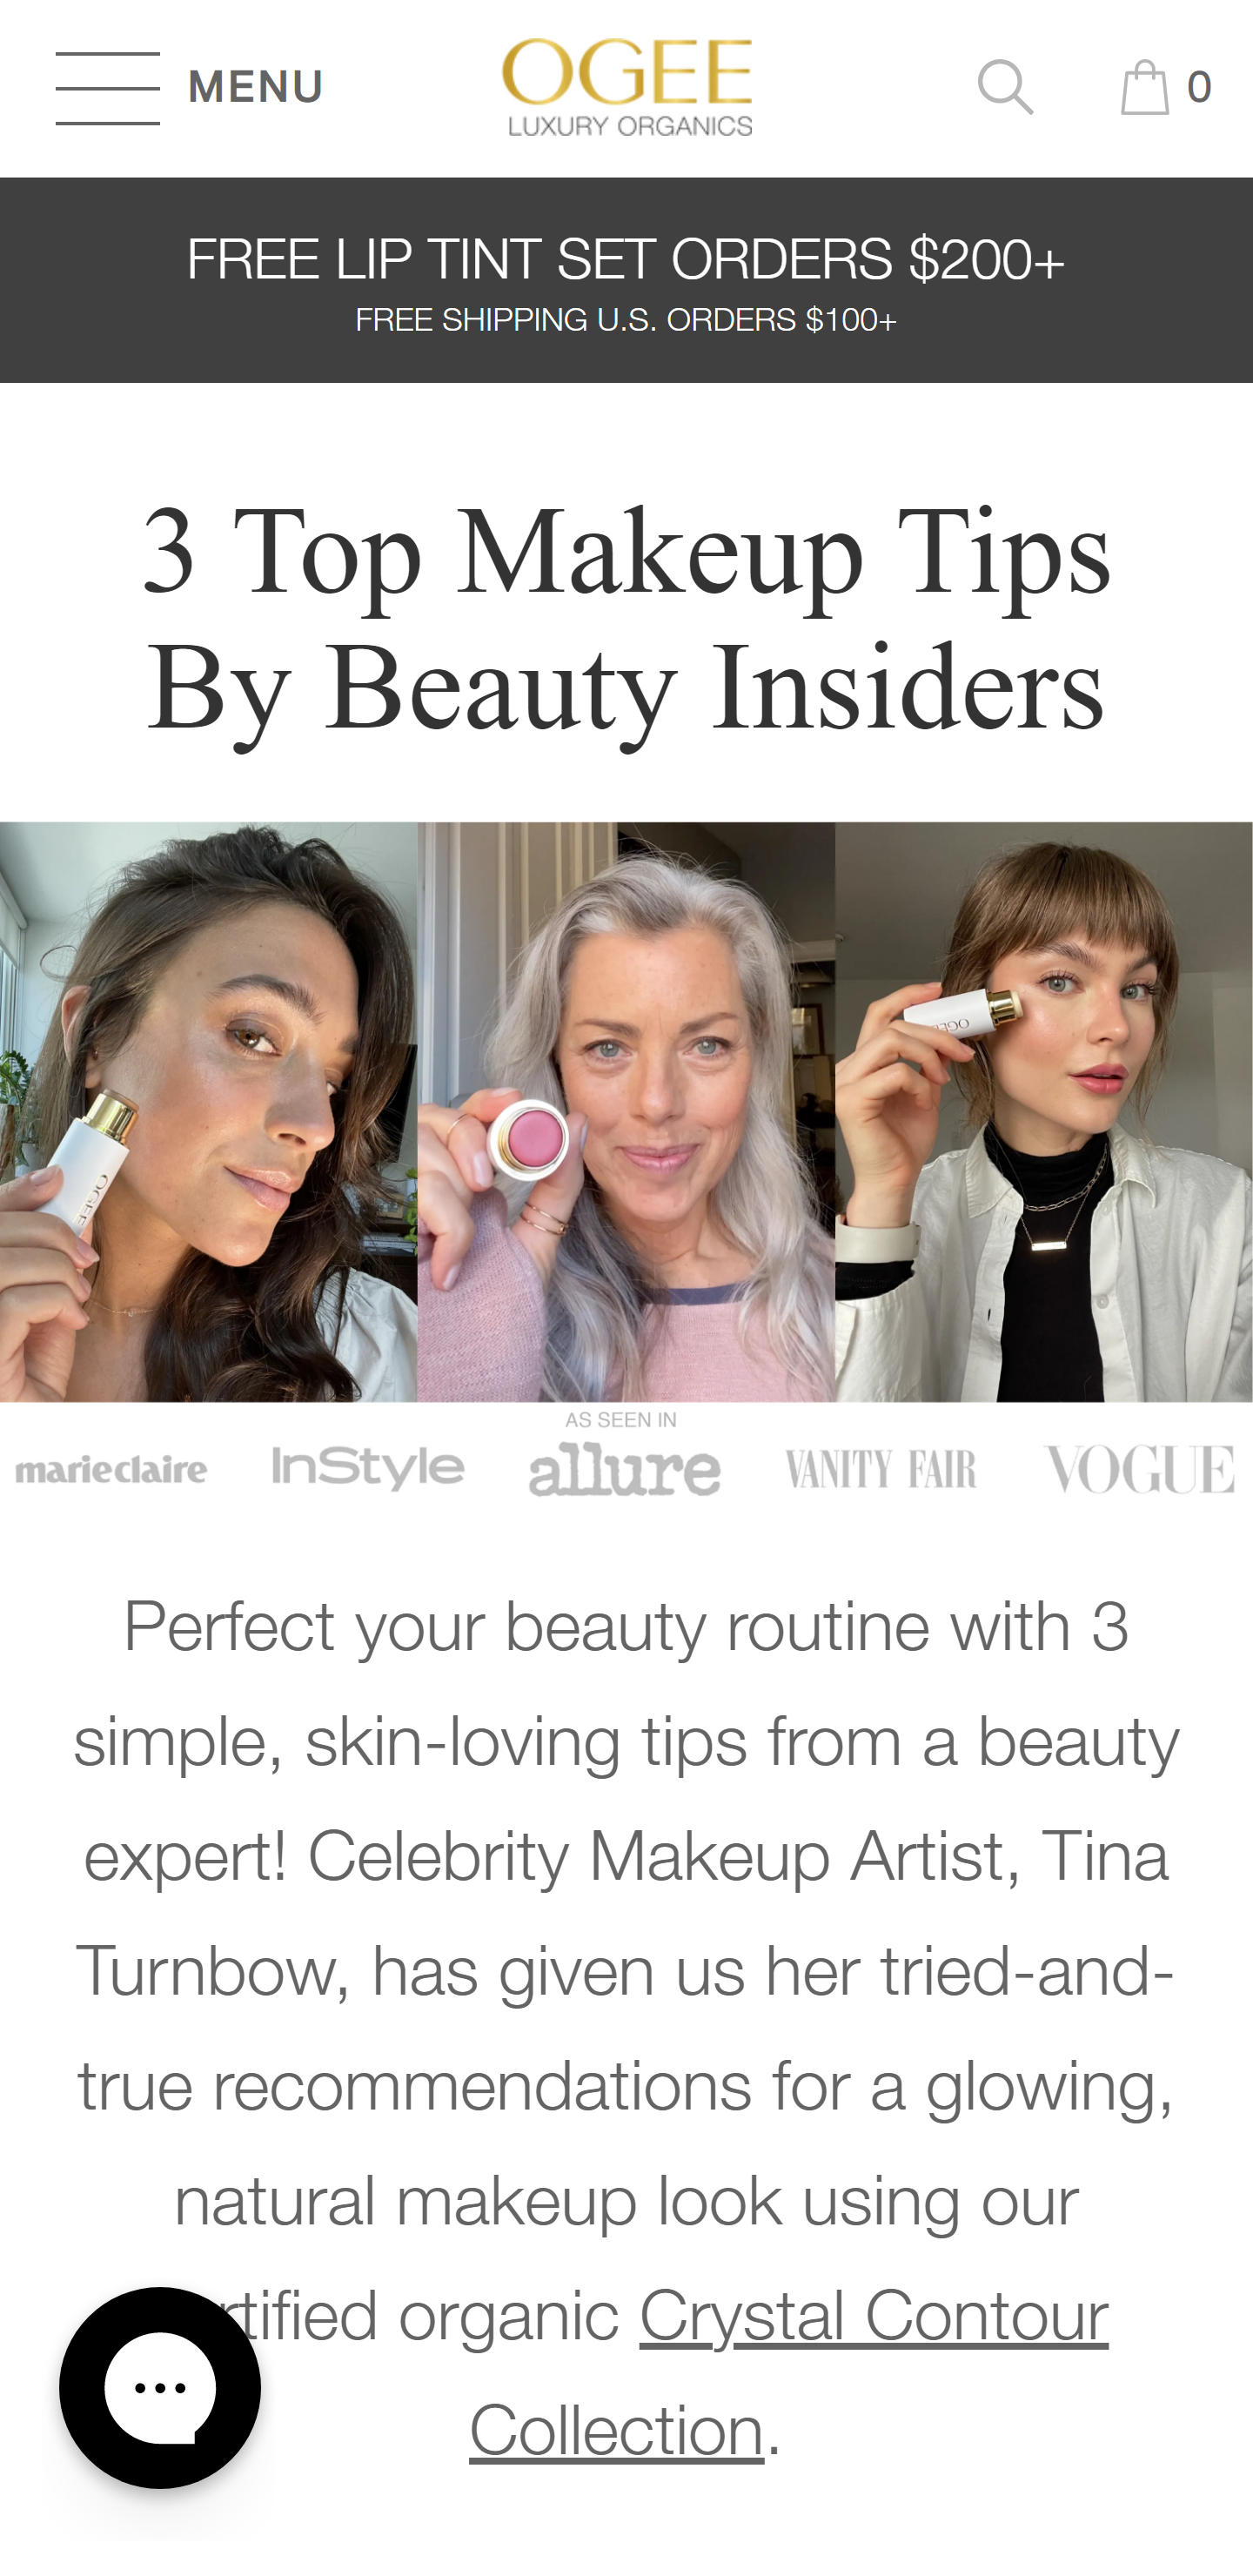 MENU
OGEE
LUXURY ORGANICS
0
FREE LIP TINT SET ORDERS $200+
FREE SHIPPING U.S. ORDERS $100+
3 Top Makeup Tips
By Beauty Insiders
OGEE
OGEE
AS SEEN IN
marie claire
InStyle
allure
VANITY FAIR
VOGUE
Perfect your beauty routine with 3
simple, skin-loving tips from a beauty
expert! Celebrity Makeup Artist, Tina
Turnbow, has given us her tried-and-
true recommendations for a glowing,
natural makeup look using our
rtified organic Crystal Contour
Collection.